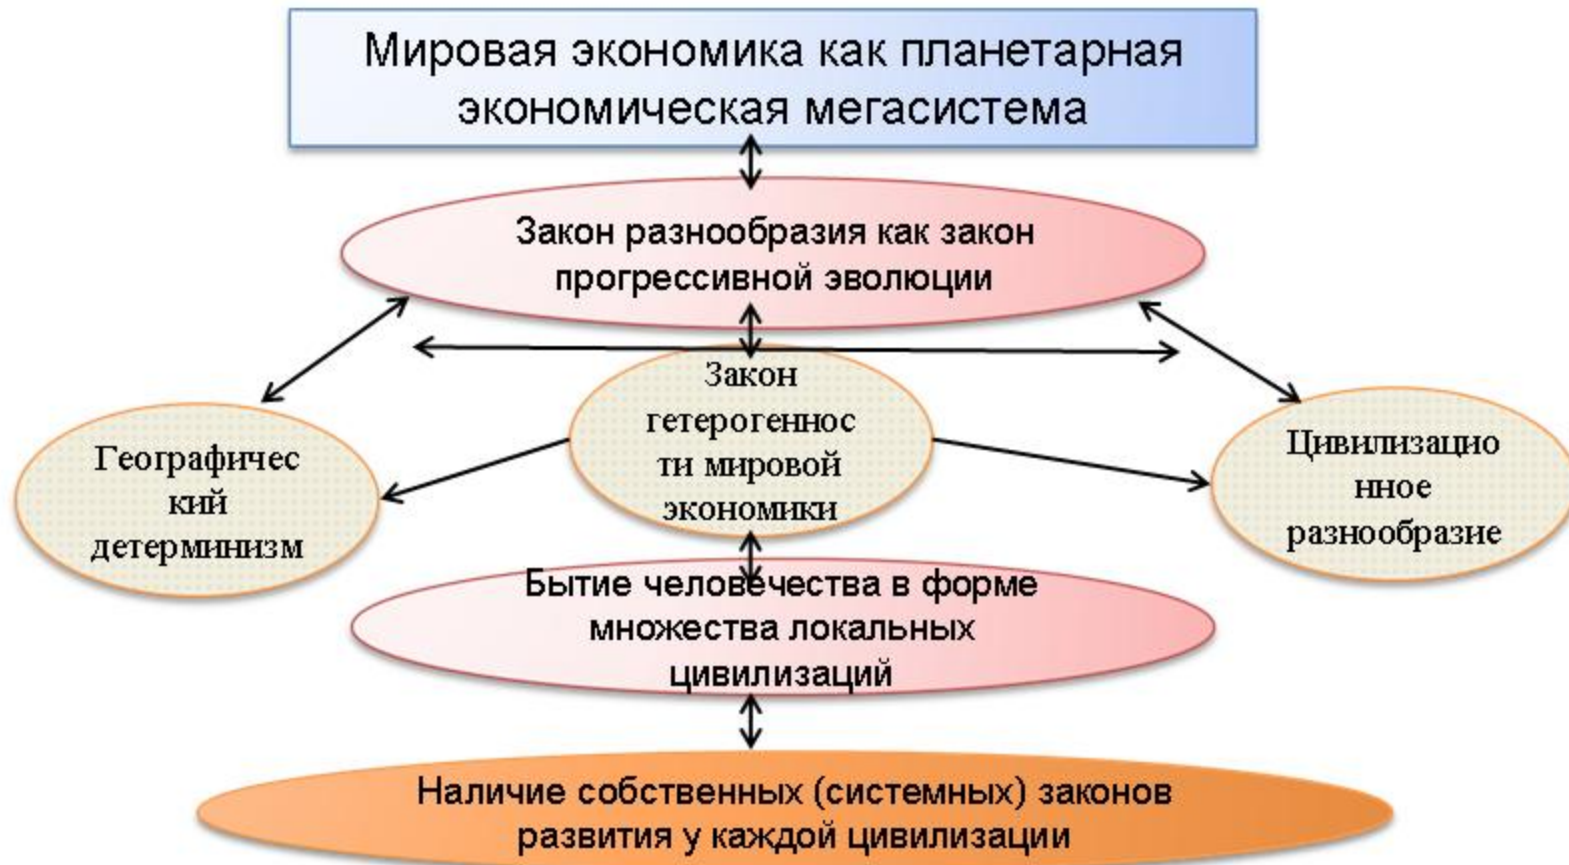 Мировая экономика как планетарная
экономическая мегасистема
Закон разнообразия как закон
прогрессивной эволюции
Закон
гетерогеннос
ти мировой
экономики
Географичес
кий
детерминизм
Цивилизацио
нное
разнообразие
Бытие человечества в форме
множества локальных
цивилизаций
Наличие собственных (системных) законов
развития у каждой цивилизации